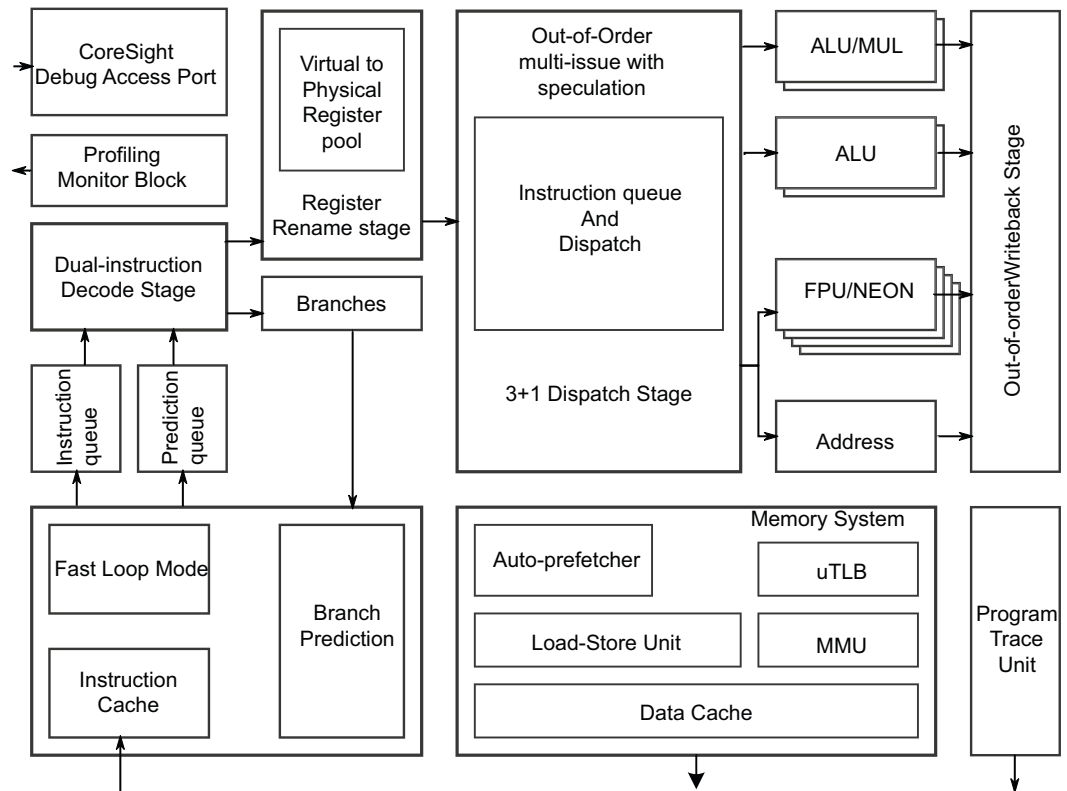 CoreSight
Debug Access Port
Profiling
Monitor Block
Dual-instruction
Decode Stage
Virtual to
Physical
Register
pool
Register
Rename stage
Branches
Instruction
queue
Prediction
queue
Fast Loop Mode
Instruction
Cache
Branch
Prediction
Out-of-Order
multi-issue with
speculation
Instruction queue
And
Dispatch
3+1 Dispatch Stage
ALU/MUL
ALU
FPU/NEON
Address
Out-of-orderWriteback Stage
Memory System
Auto-prefetcher
uTLB
Load-Store Unit
MMU
Data Cache
Program
Trace
Unit